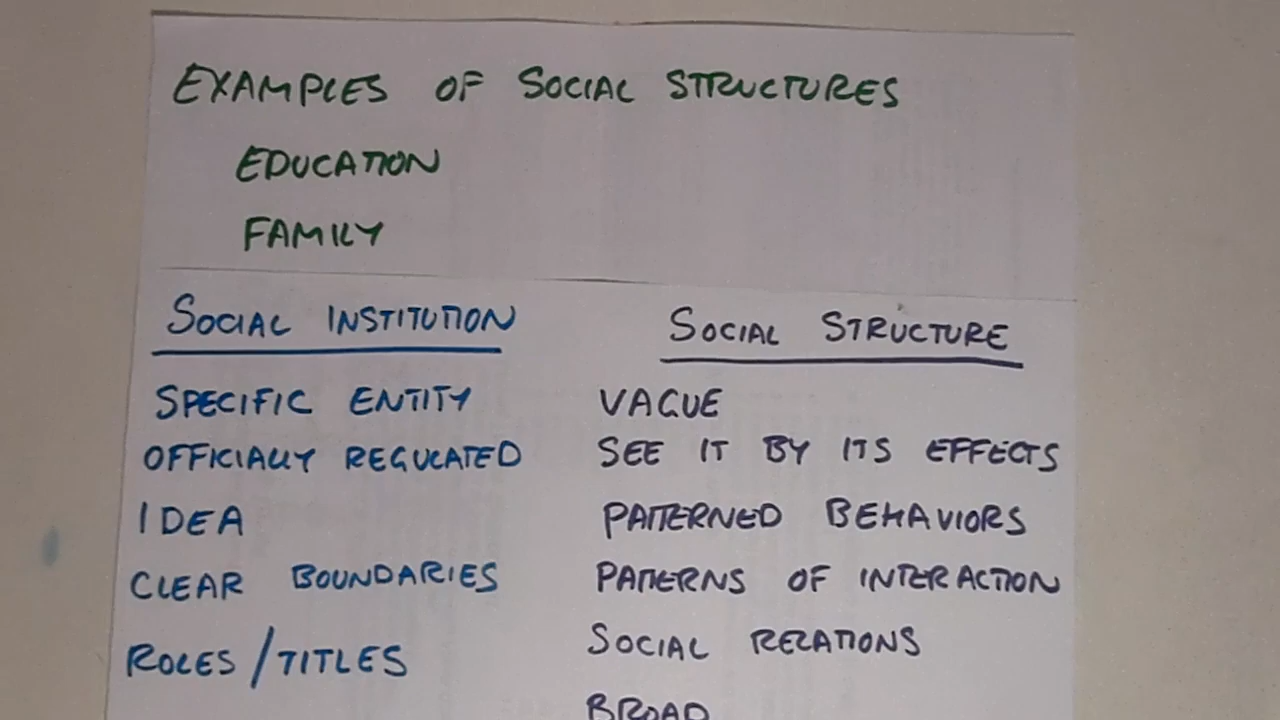 EXAMPLES OF SOCIAL STRUCTURES
EDUCATION
FAMILY
SOCIAL INSTITUTION
SPECIFIC ENTITY
OFFICIALLY REGULATED
IDEA
CLEAR BOUNDARIES
ROLES/TITLES
SOCIAL STRUCTURE
VAGUE
SEE IT BY ITS EFFECTS
PATTERNED BEHAVIORS
PATTERNS OF INTERACTION
SOCIAL RELATIONS
BROAD